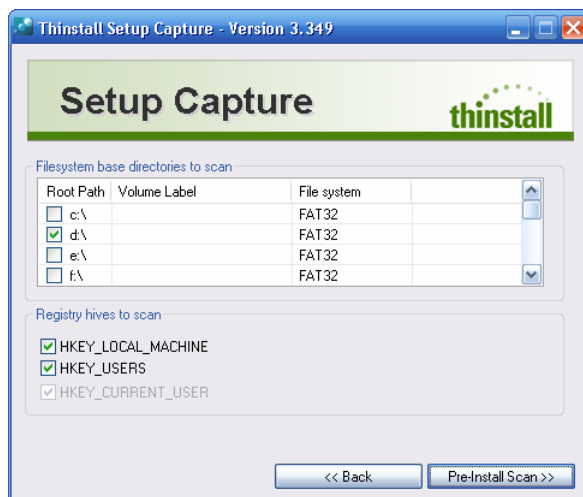 Thinstall Setup Capture - Version 3.349
Setup Capture
thinstall
Filesystem base directories to scan
Root Path Volume Label File system
c:\ FAT32
d:\ FAT32
e:\ FAT32
f:\ FAT32
Registry hives to scan
HKEY_LOCAL_MACHINE
HKEY_USERS
HKEY_CURRENT_USER
<< Back Pre-Install Scan >>